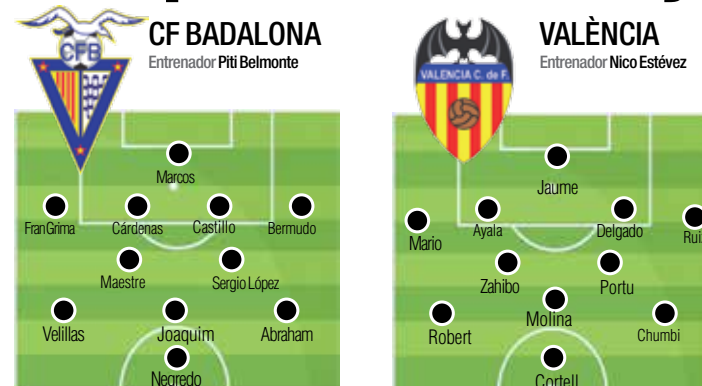 CF BADALONA
Entrenador Piti Belmonte
CFB
Marcos
Fran Grima Cárdenas Castillo Bermudo
Maestre Sergio López
Velillas Joaquim Abraham
Negredo
VALÈNCIA
Entrenador Nico Estévez
VALENCIA C. de F.
Jaume
Mario Ayala Delgado Ruiz
Zahibo Portu
Robert Molina Chumbi
Cortell